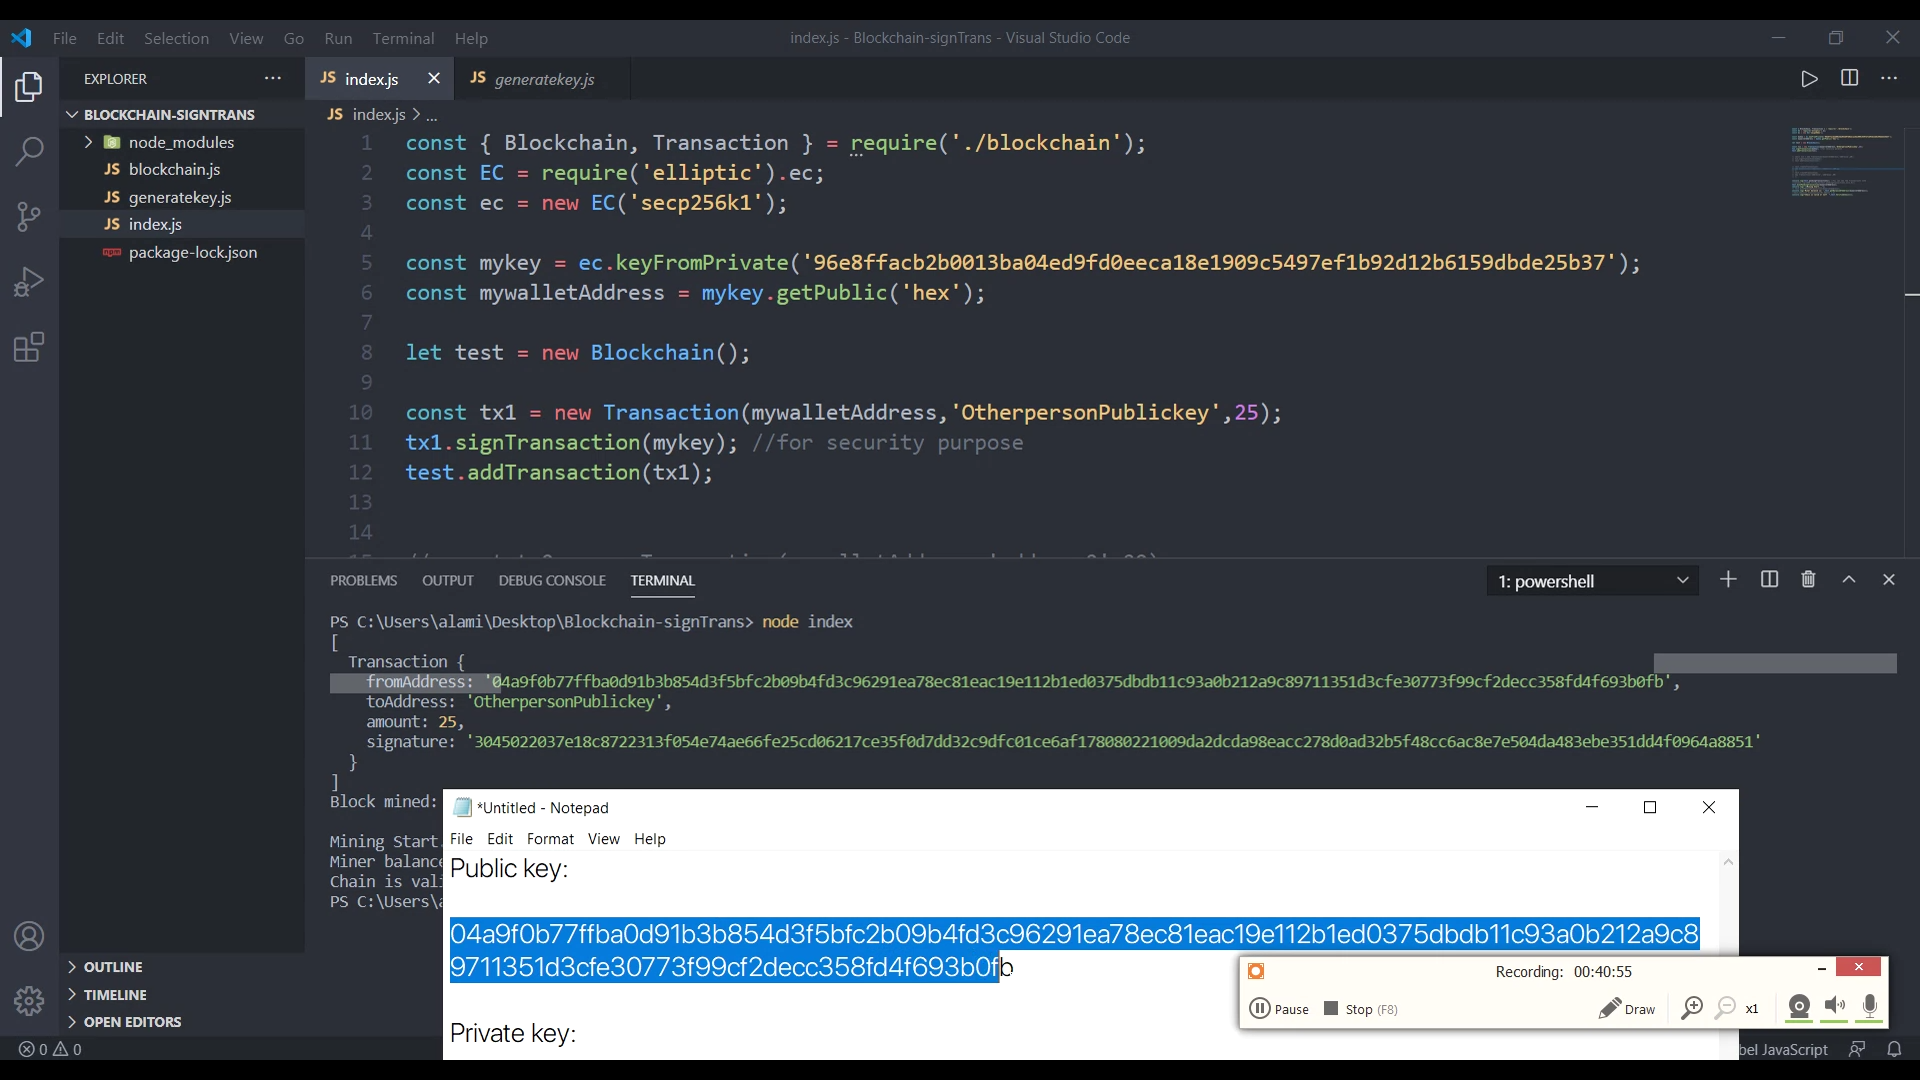 File Edit Selection View Go Run Terminal Help
index.js - Blockchain-signTrans - Visual Studio Code
EXPLORER
BLOCKCHAIN-SIGNTRANS
node_modules
JS blockchain.js
JS generatekey.js
JS index.js
npm package-lock.json
OUTLINE
TIMELINE
OPEN EDITORS
JS index.js
JS generatekey.js
JS index.js > ...
1 const { Blockchain, Transaction } = require('./blockchain');
2 const EC = require('elliptic').ec;
3 const ec = new EC('secp256k1');
4
5 const mykey = ec.keyFromPrivate('96e8ffacb2b0013ba04ed9fd0eeca18e1909c5497ef1b92d12b6159dbde25b37');
6 const mywalletAddress = mykey.getPublic('hex');
7
8 let test = new Blockchain();
9
10 const tx1 = new Transaction(mywalletAddress,'OtherpersonPublickey',25);
11 tx1.signTransaction(mykey); //for security purpose
12 test.addTransaction(tx1);
13
14
PROBLEMS OUTPUT DEBUG CONSOLE TERMINAL
1: powershell
PS C:\Users\alami\Desktop\Blockchain-signTrans> node index
[
Transaction {
fromAddress: '04a9f0b77ffba0d91b3b854d3f5bfc2b09b4fd3c96291ea78ec81eac19e112b1ed0375dbdb11c93a0b212a9c89711351d3cfe30773f99cf2decc358fd4f693b0fb',
toAddress: 'OtherpersonPublickey',
amount: 25,
signature: '3045022037e18c8722313f054e74ae66fe25cd06217ce35f0d7dd32c9dfc01ce6af178080221009da2dcda98eacc278d0ad32b5f48cc6ac8e7e504da483ebe351dd4f0964a8851'
}
]
Block mined:
Mining Start.
Miner balance
Chain is val
PS C:\Users\
*Untitled - Notepad
File Edit Format View Help
Public key:
04a9f0b77ffba0d91b3b854d3f5bfc2b09b4fd3c96291ea78ec81eac19e112b1ed0375dbdb11c93a0b212a9c8
9711351d3cfe30773f99cf2decc358fd4f693b0fb
Private key:
Recording: 00:40:55
Pause Stop (F8) Draw x1
0 0
bel JavaScript